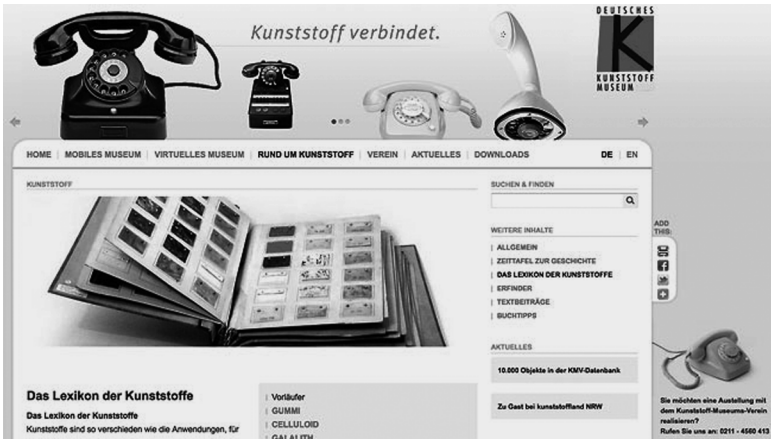 Kunststoff verbindet.
DEUTSCHES
K
KUNSTSTOFF
MUSEUM
HOME | MOBILES MUSEUM | VIRTUELLES MUSEUM | RUND UM KUNSTSTOFF | VEREIN | AKTUELLES | DOWNLOADS
DE | EN
KUNSTSTOFF
SUCHEN & FINDEN
WEITERE INHALTE
| ALLGEMEIN
| ZEITTAFEL ZUR GESCHICHTE
| DAS LEXIKON DER KUNSTSTOFFE
| ERFINDER
| TEXTBEITRÄGE
| BUCHTIPPS
ADD
THIS:
AKTUELLES
10.000 Objekte in der KMV-Datenbank
Zu Gast bei kunststoffland NRW
Sie möchten eine Austellung mit
dem Kunststoff-Museums-Verein
realisieren?
Rufen Sie uns an: 0211 - 4560 413
Das Lexikon der Kunststoffe
Das Lexikon der Kunststoffe
Kunststoffe sind so verschieden wie die Anwendungen, für
| Vorläufer
| GUMMI
| CELLULOID
| GALALITH